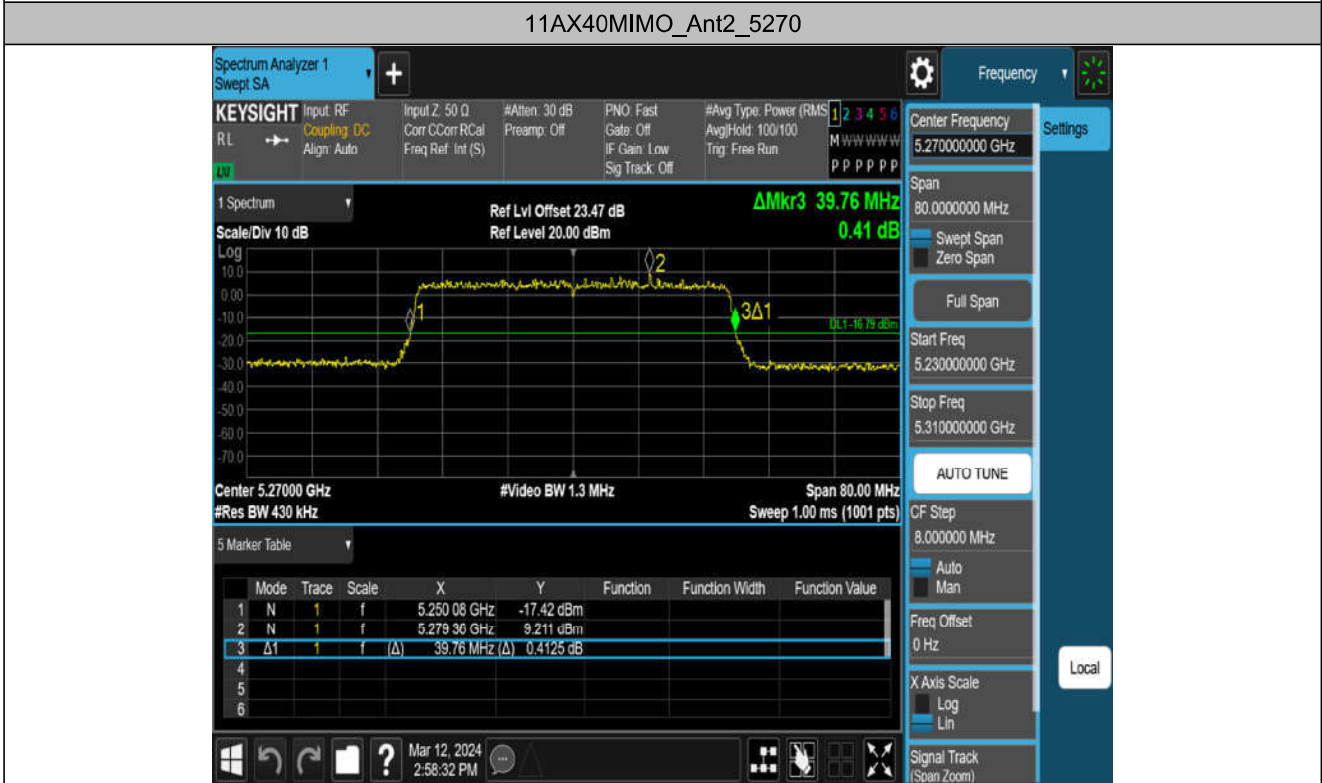 11AX40MIMO_Ant2_5270
Spectrum Analyzer 1
Swept SA
+
Frequency
KEYSIGHT
RL
LXI
Input: RF
Coupling: DC
Align: Auto
Input Z: 50 Ω
Corr CCorr RCal
Freq Ref: Int (S)
#Atten: 30 dB
Preamp: Off
PNO: Fast
Gate: Off
IF Gain: Low
Sig Track: Off
#Avg Type: Power (RMS
Avg|Hold: 100/100
Trig: Free Run
1 2 3 4 5 6
M W W W W W
P P P P P P
1 Spectrum
Scale/Div 10 dB
Ref Lvl Offset 23.47 dB
Ref Level 20.00 dBm
ΔMkr3 39.76 MHz
0.41 dB
Log
10.0
0.00
-10.0
-20.0
-30.0
-40.0
-50.0
-60.0
-70.0
1
2
3Δ1
DL1 -16.79 dBm
Center 5.27000 GHz
#Res BW 430 kHz
#Video BW 1.3 MHz
Span 80.00 MHz
Sweep 1.00 ms (1001 pts)
5 Marker Table
Mode Trace Scale X Y Function Function Width Function Value
1 N 1 f 5.250 08 GHz -17.42 dBm
2 N 1 f 5.279 36 GHz 9.211 dBm
3 Δ1 1 f (Δ) 39.76 MHz (Δ) 0.4125 dB
4
5
6
Mar 12, 2024
2:58:32 PM
?
Center Frequency
5.270000000 GHz
Settings
Span
80.0000000 MHz
Swept Span
Zero Span
Full Span
Start Freq
5.230000000 GHz
Stop Freq
5.310000000 GHz
AUTO TUNE
CF Step
8.000000 MHz
Auto
Man
Freq Offset
0 Hz
X Axis Scale
Log
Lin
Local
Signal Track
(Span Zoom)